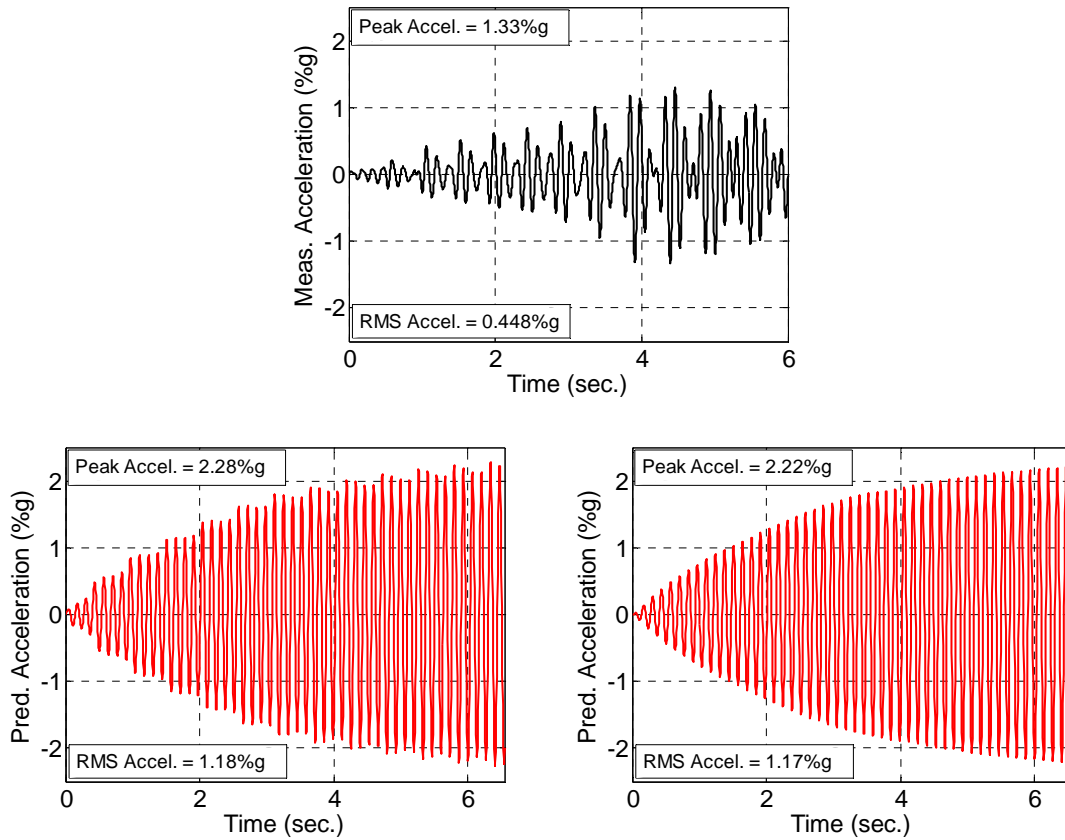 Peak Accel. = 1.33%g
2
1
0
-1
-2
Meas. Acceleration (%g)
RMS Accel. = 0.448%g
0 2 4 6
Time (sec.)
Peak Accel. = 2.28%g
2
1
0
-1
-2
Pred. Acceleration (%g)
RMS Accel. = 1.18%g
0 2 4 6
Time (sec.)
Peak Accel. = 2.22%g
2
1
0
-1
-2
Pred. Acceleration (%g)
RMS Accel. = 1.17%g
0 2 4 6
Time (sec.)